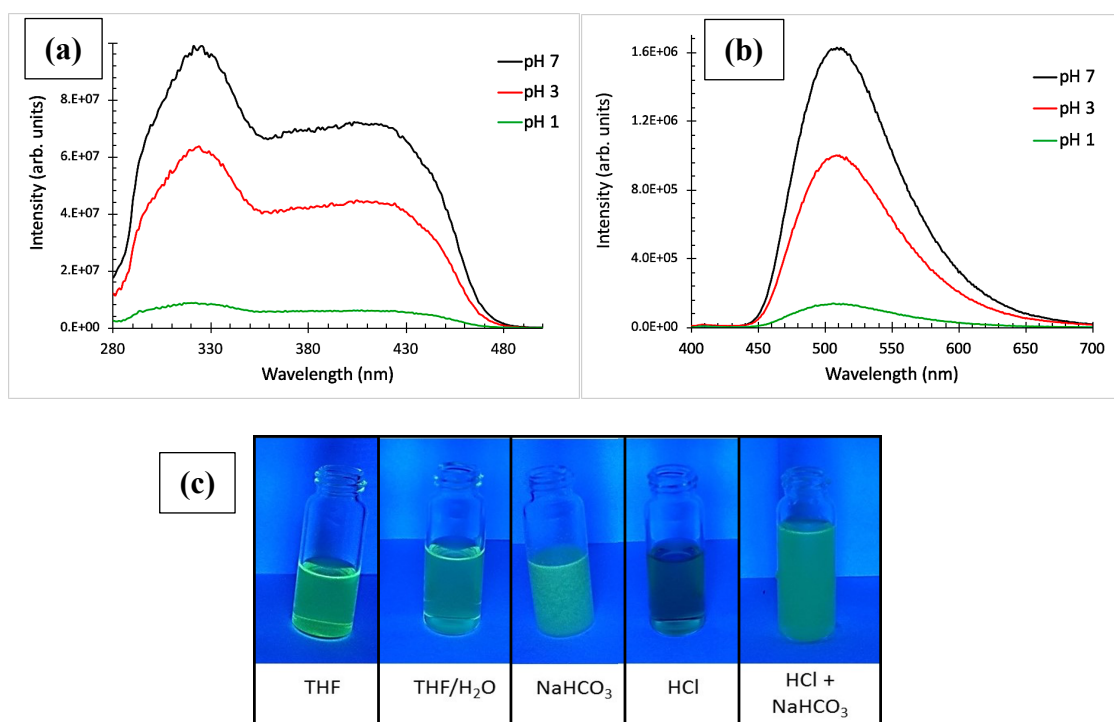 (a)
Intensity (arb. units)
8.E+07
6.E+07
4.E+07
2.E+07
0.E+00
280
330
380
430
480
Wavelength (nm)
pH 7
pH 3
pH 1
(b)
Intensity (arb. units)
1.6E+06
1.2E+06
8.0E+05
4.0E+05
0.0E+00
400
450
500
550
600
650
700
Wavelength (nm)
pH 7
pH 3
pH 1
(c)
THF
THF/H₂O
NaHCO₃
HCl
HCl +
NaHCO₃